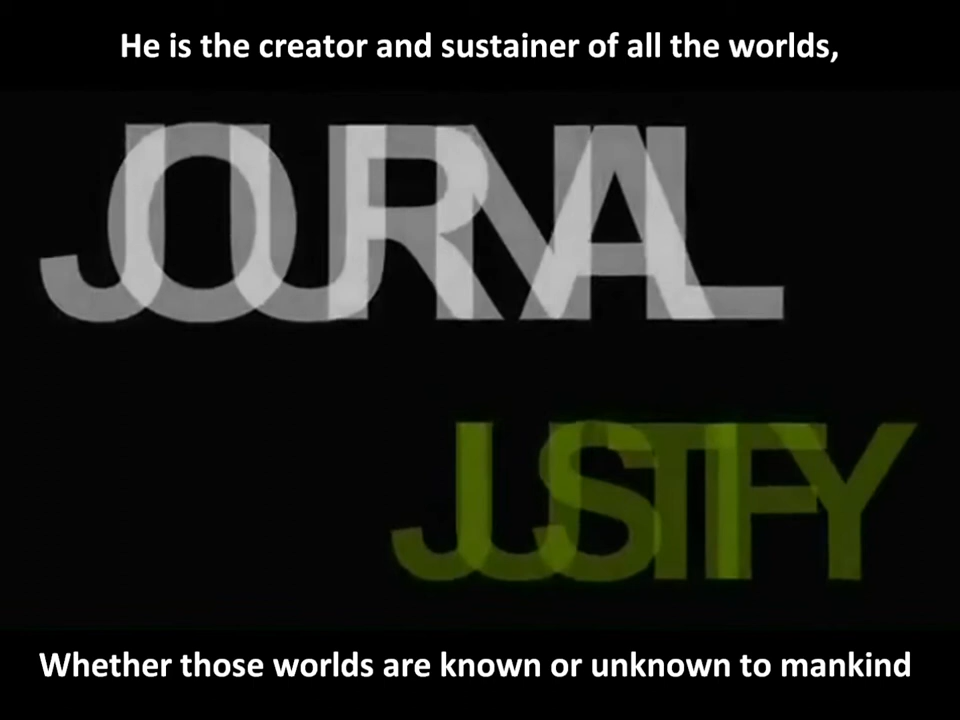 He is the creator and sustainer of all the worlds,
JOURNAL
JUSTIFY
Whether those worlds are known or unknown to mankind